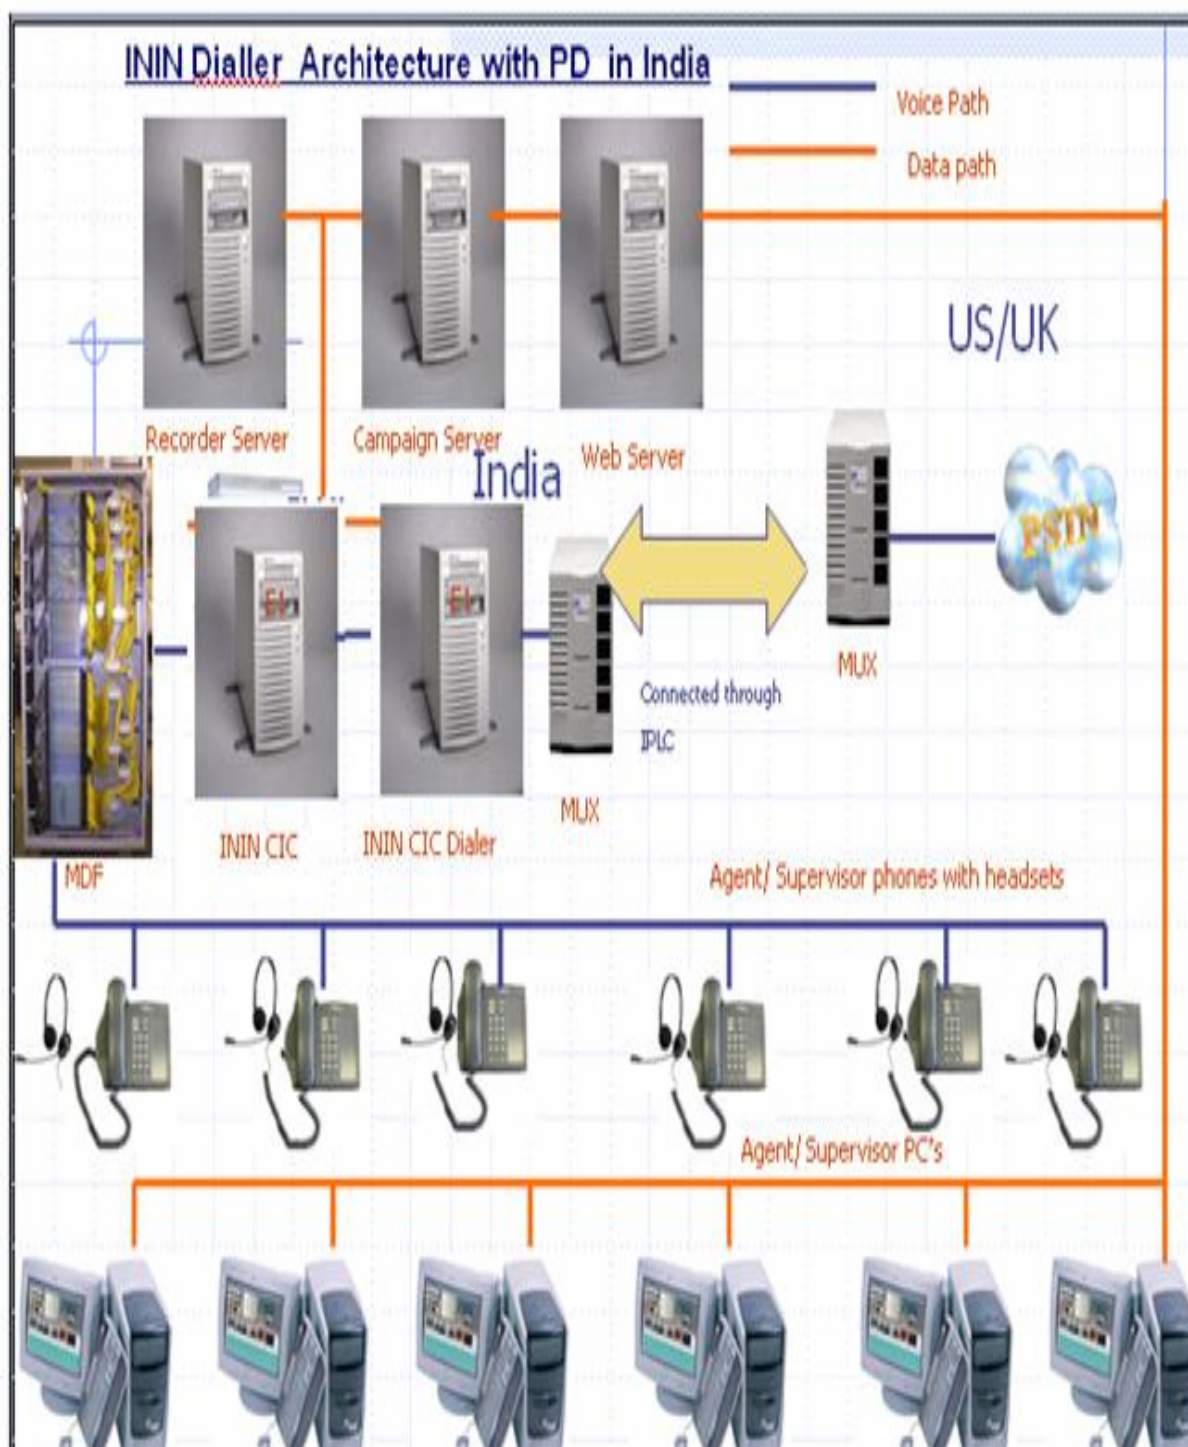 ININ Dialler Architecture with PD in India
Voice Path
Data path
US/UK
Recorder Server
Campaign Server
Web Server
India
PSTN
E1
E1
MUX
Connected through
IPLC
MUX
ININ CIC
ININ CIC Dialer
MDF
Agent/ Supervisor phones with headsets
Agent/ Supervisor PC's